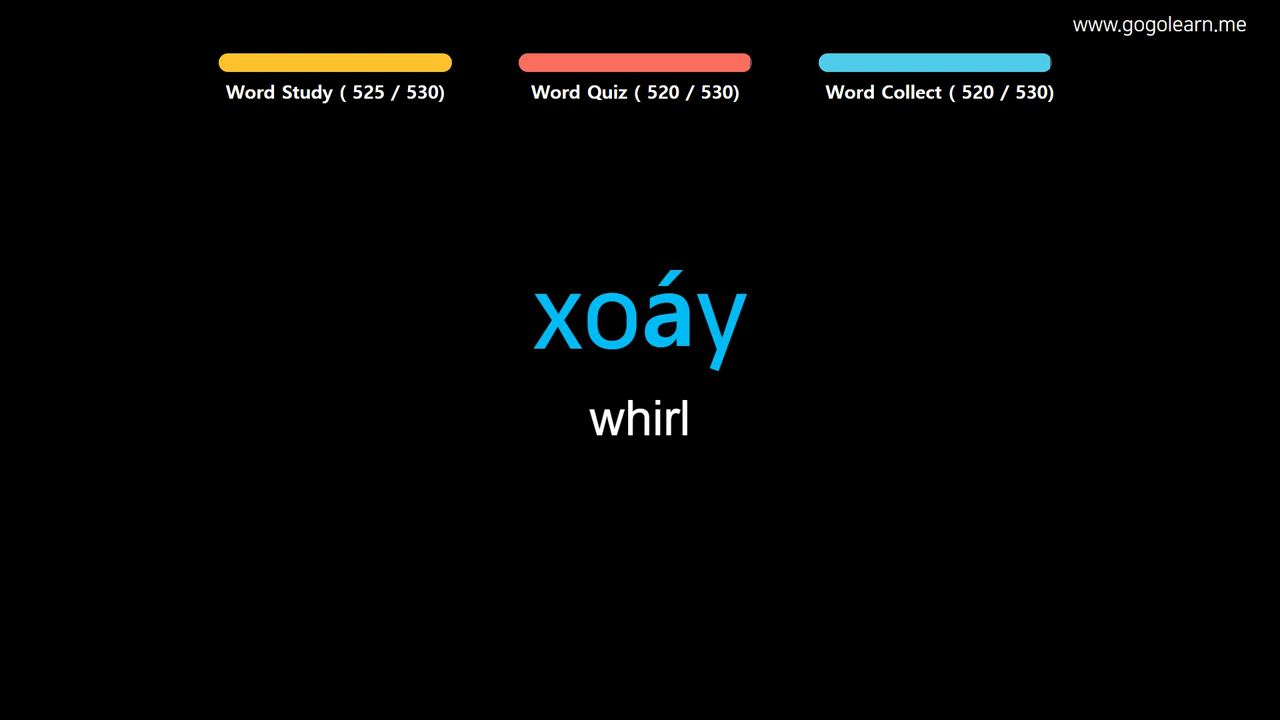 www.gogolearn.me
Word Study ( 525 / 530)
Word Quiz ( 520 / 530)
Word Collect ( 520 / 530)
xoáy
whirl